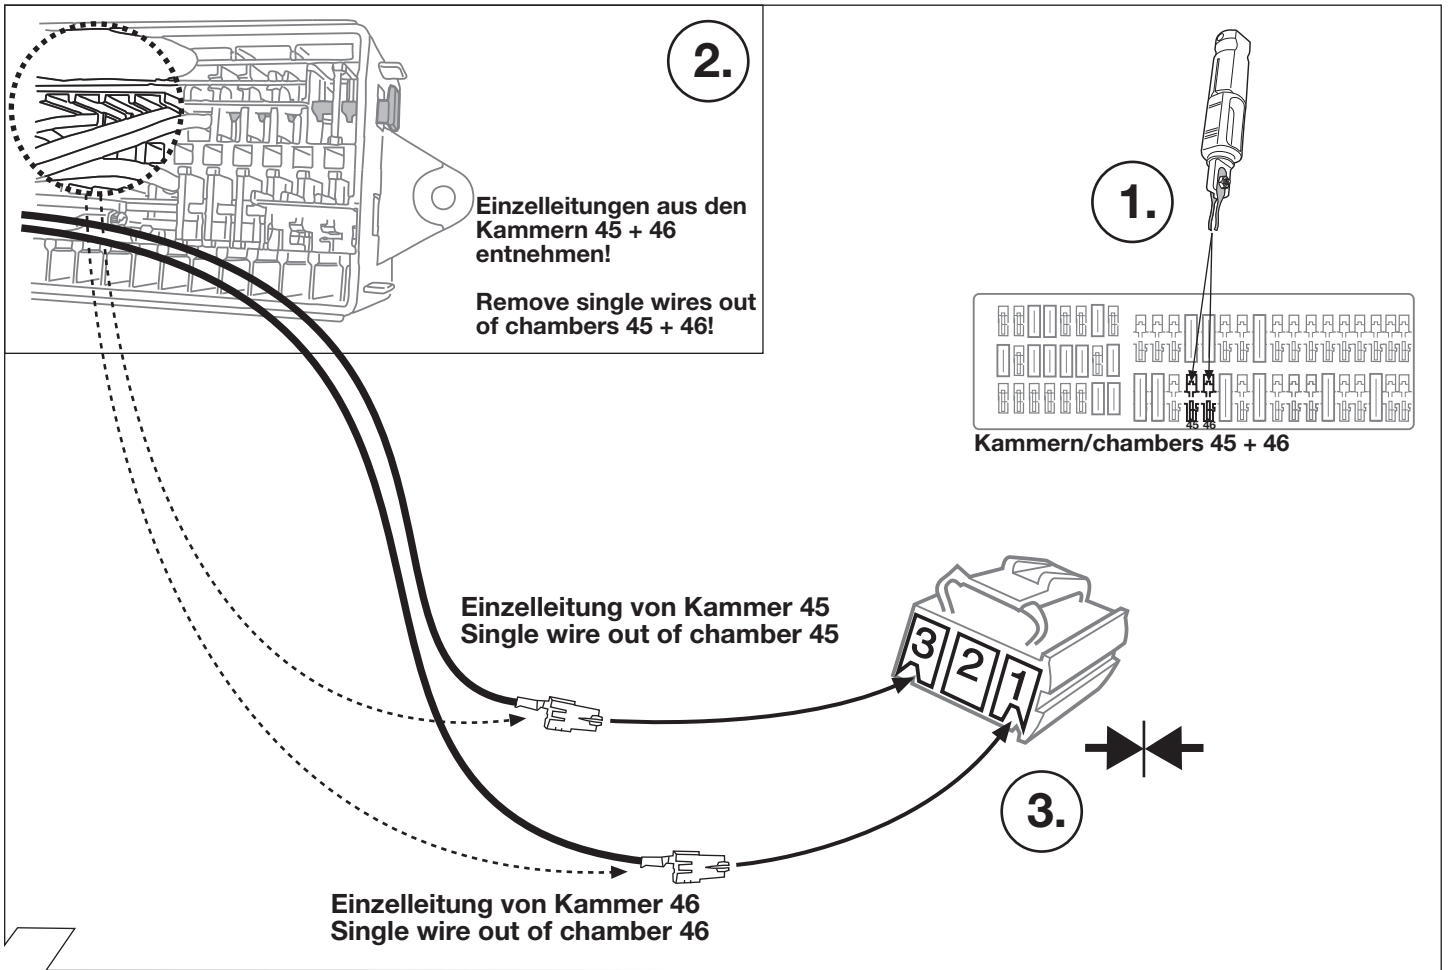 2.
Einzelleitungen aus den
Kammern 45 + 46
entnehmen!
Remove single wires out
of chambers 45 + 46!
1.
45 46
Kammern/chambers 45 + 46
Einzelleitung von Kammer 45
Single wire out of chamber 45
3 2 1
3.
Einzelleitung von Kammer 46
Single wire out of chamber 46